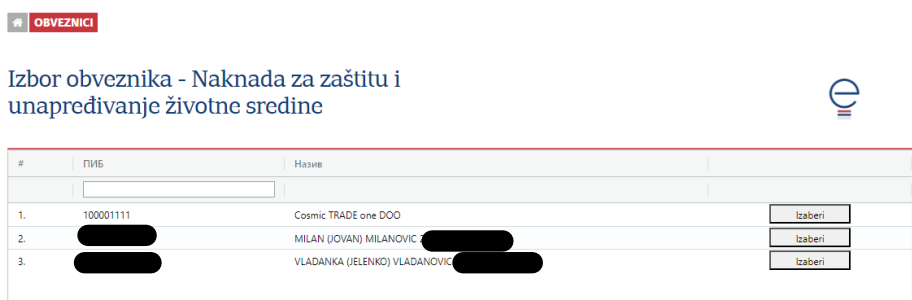 OBVEZNICI
Izbor obveznika - Naknada za zaštitu i
unapređivanje životne sredine
# ПИБ Назив
1. 100001111 Cosmic TRADE one DOO Izaberi
2. MILAN (JOVAN) MILANOVIC Izaberi
3. VLADANKA (JELENKO) VLADANOVIC Izaberi